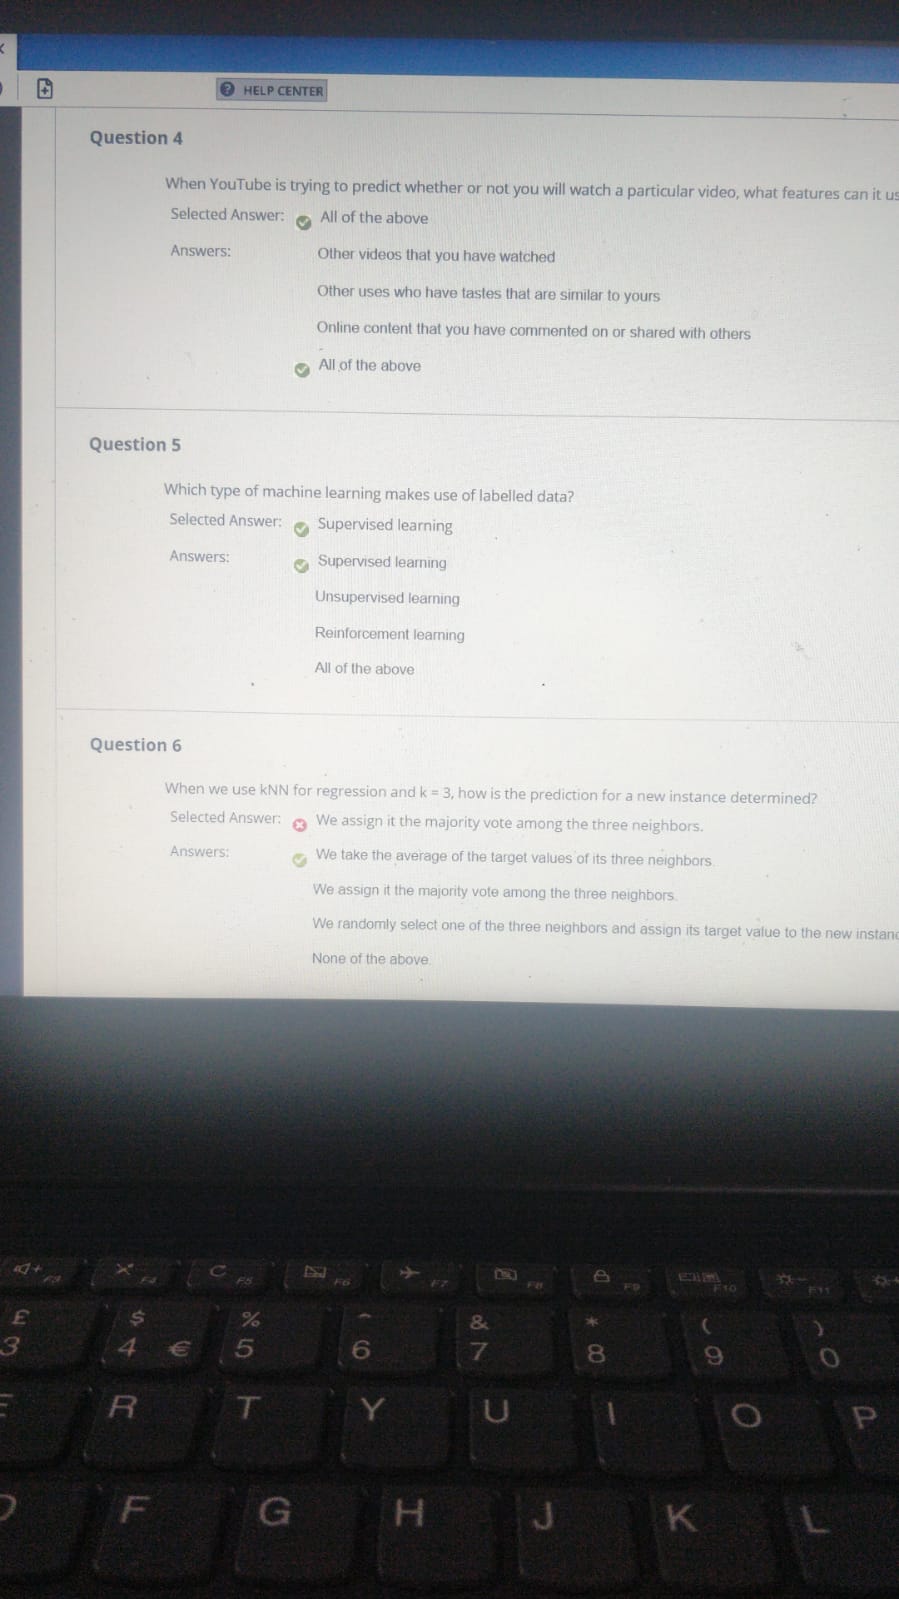 HELP CENTER
Question 4
When YouTube is trying to predict whether or not you will watch a particular video, what features can it us
Selected Answer: All of the above
Answers: Other videos that you have watched
Other uses who have tastes that are similar to yours
Online content that you have commented on or shared with others
All of the above
Question 5
Which type of machine learning makes use of labelled data?
Selected Answer: Supervised learning
Answers: Supervised learning
Unsupervised learning
Reinforcement learning
All of the above
Question 6
When we use kNN for regression and k = 3, how is the prediction for a new instance determined?
Selected Answer: We assign it the majority vote among the three neighbors.
Answers: We take the average of the target values of its three neighbors.
We assign it the majority vote among the three neighbors.
We randomly select one of the three neighbors and assign its target value to the new instanc
None of the above.
F3 F4 F5 F6 F7 F8 F9 F10 F11
£ $ % ^ & * ( )
3 4 € 5 6 7 8 9 0
R T Y U I O P
F G H J K L